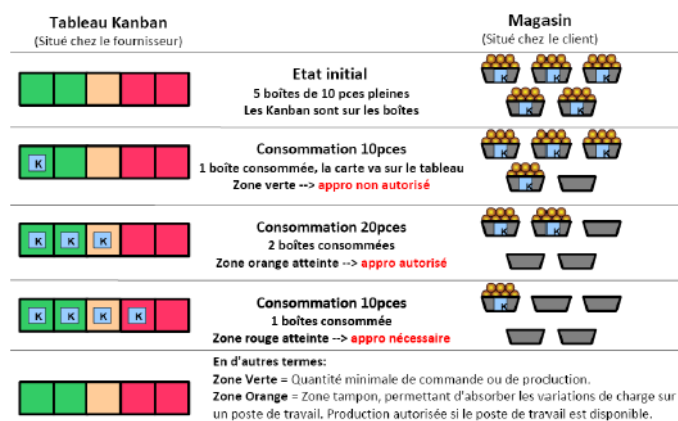 Tableau Kanban
(Situé chez le fournisseur)
Magasin
(Situé chez le client)
Etat initial
5 boîtes de 10 pces pleines
Les Kanban sont sur les boîtes
K K K
K K
K
Consommation 10pces
1 boîte consommée, la carte va sur le tableau
Zone verte --> appro non autorisé
K K K
K
K K K
Consommation 20pces
2 boîtes consommées
Zone orange atteinte --> appro autorisé
K K
K K K K
Consommation 10pces
1 boîtes consommée
Zone rouge atteinte --> appro nécessaire
K
En d'autres termes:
Zone Verte = Quantité minimale de commande ou de production.
Zone Orange = Zone tampon, permettant d'absorber les variations de charge sur
un poste de travail. Production autorisée si le poste de travail est disponible.